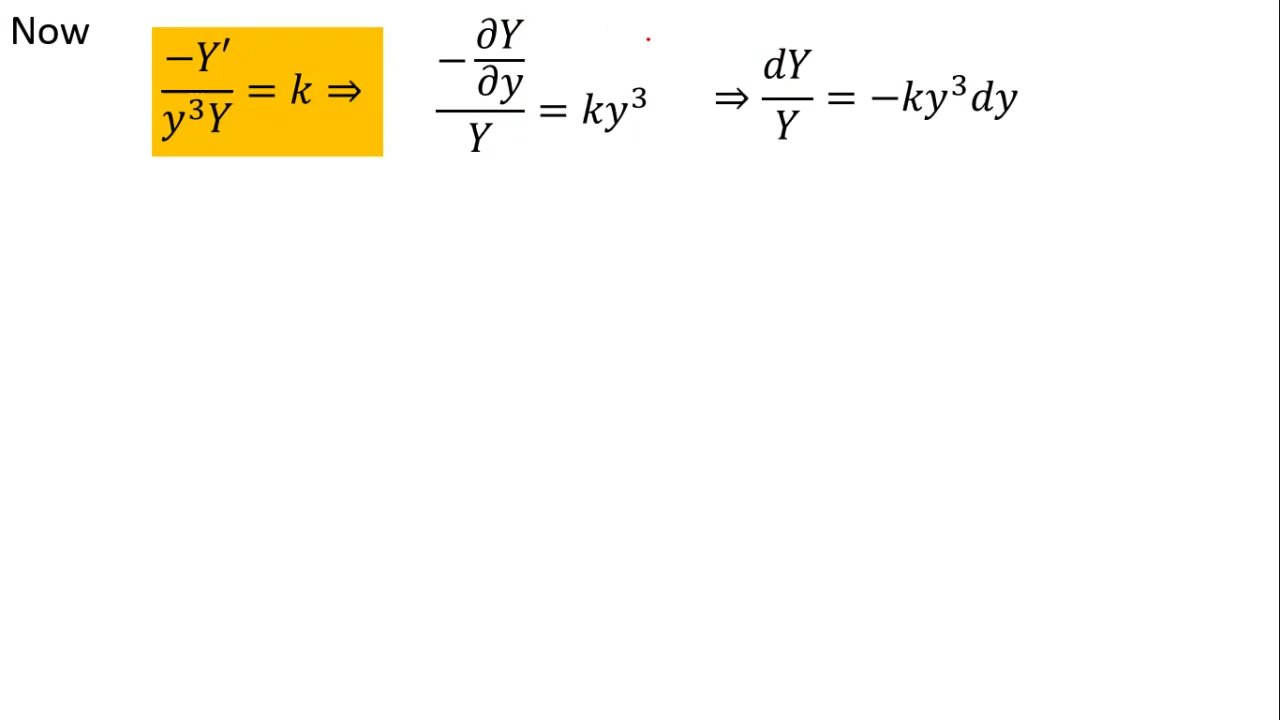 Now
−Y′/y³Y = k ⇒ −∂Y/∂y/Y = ky³ ⇒ dY/Y = −ky³dy